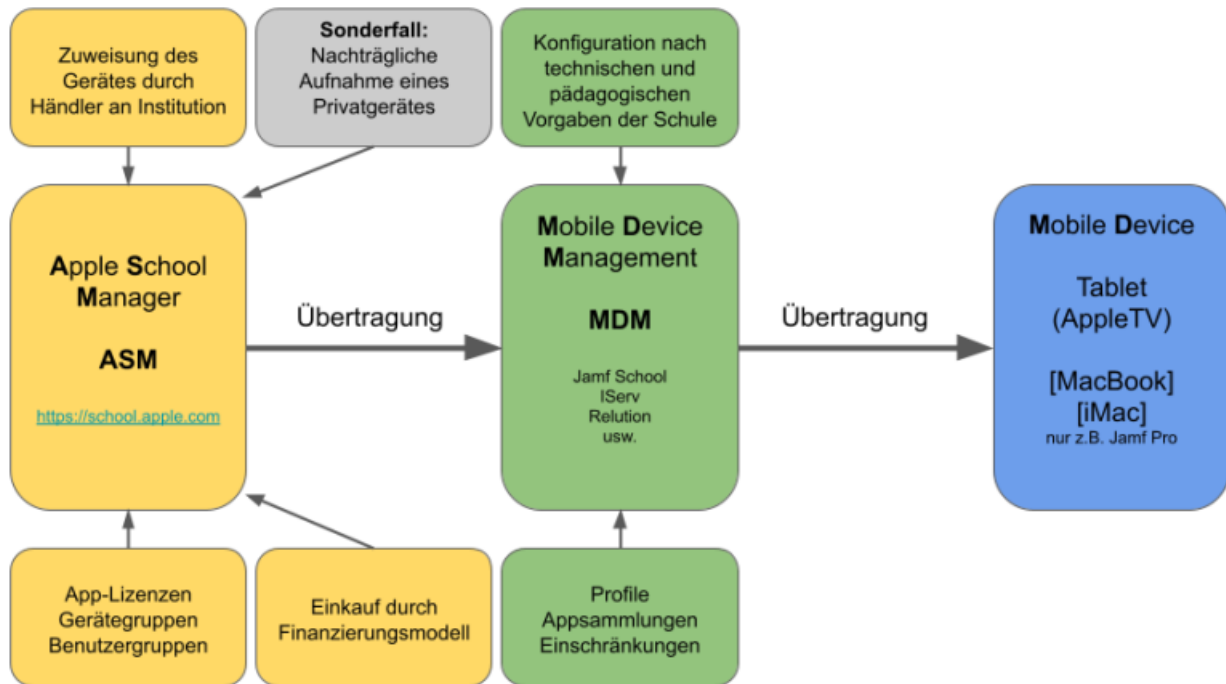 Zuweisung des
Gerätes durch
Händler an Institution
Sonderfall:
Nachträgliche
Aufnahme eines
Privatgerätes
Konfiguration nach
technischen und
pädagogischen
Vorgaben der Schule
Apple School
Manager
ASM
https://school.apple.com
Übertragung
Mobile Device
Management
MDM
Jamf School
IServ
Relution
usw.
Übertragung
Mobile Device
Tablet
(AppleTV)
[MacBook]
[iMac]
nur z.B. Jamf Pro
App-Lizenzen
Gerätegruppen
Benutzergruppen
Einkauf durch
Finanzierungsmodell
Profile
Appsammlungen
Einschränkungen